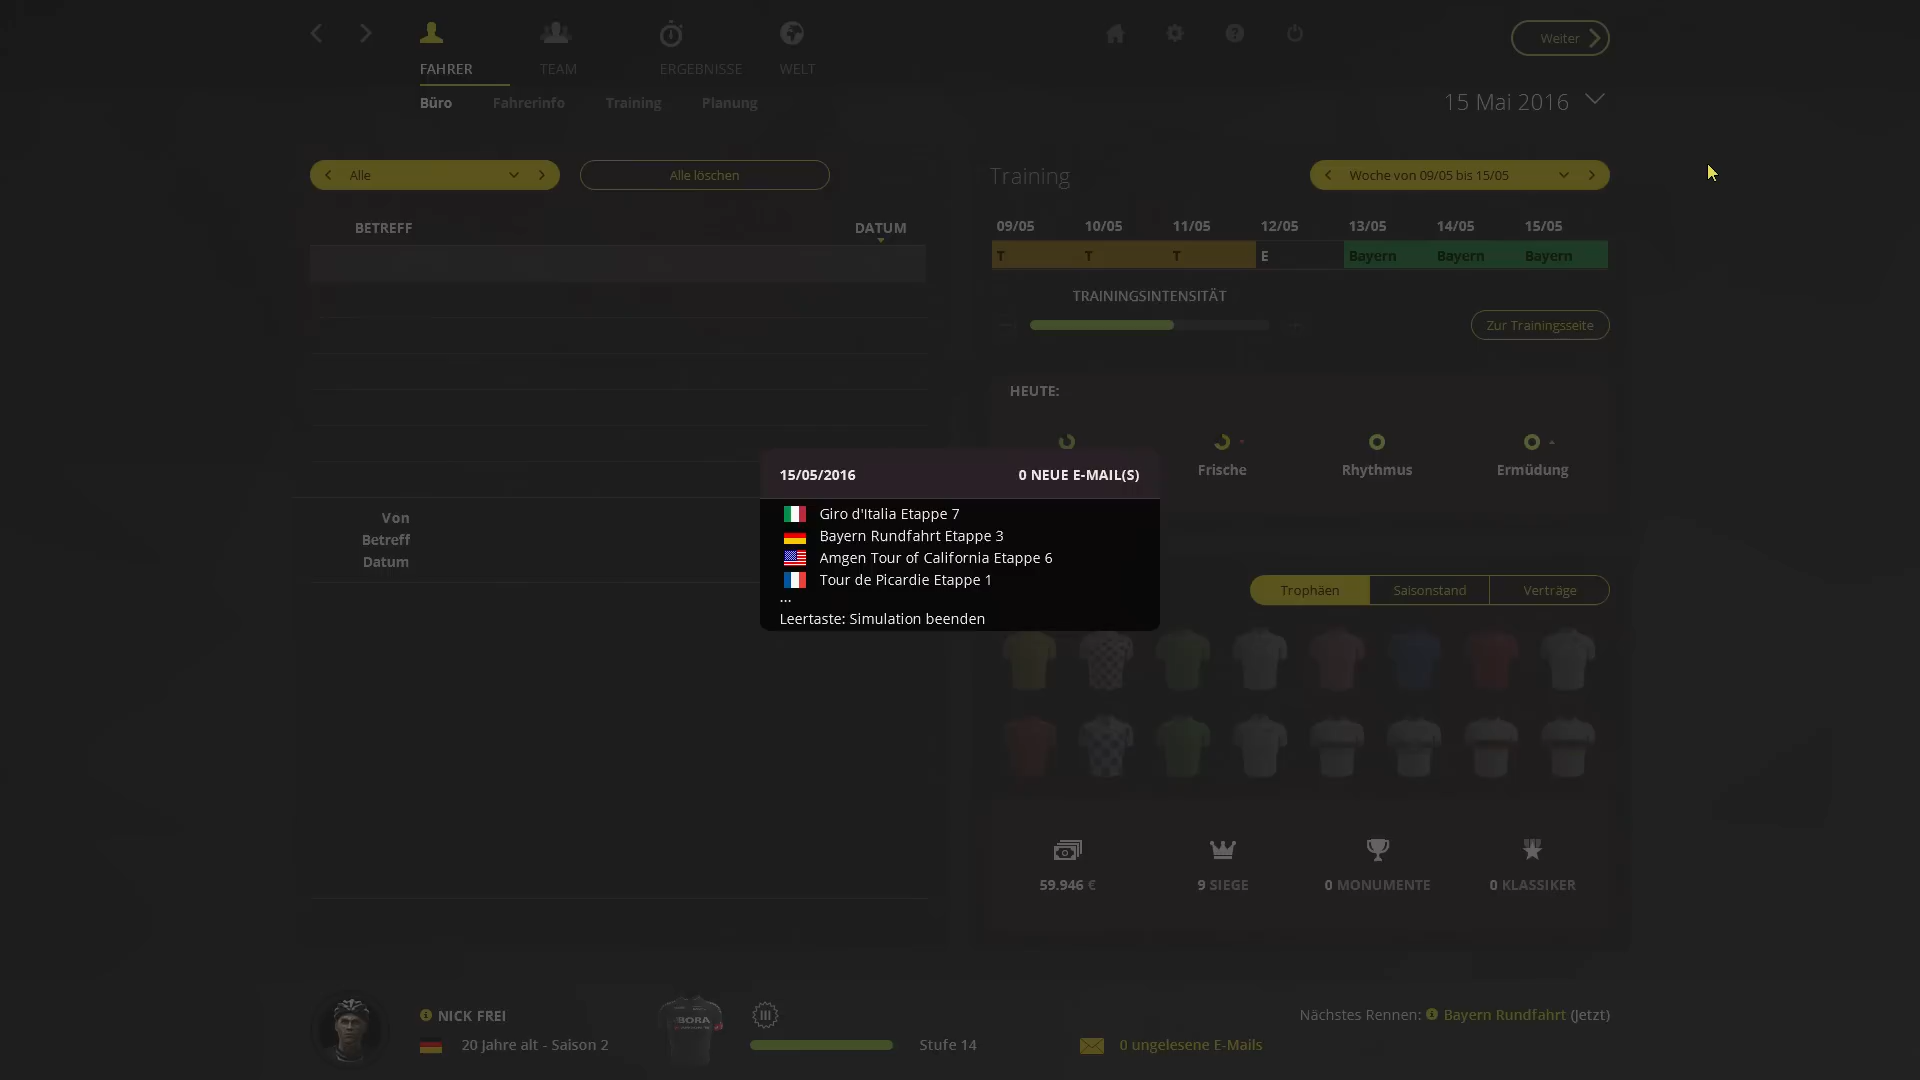 FAHRER
TEAM
ERGEBNISSE
WELT
Weiter
Büro
Fahrerinfo
Training
Planung
15 Mai 2016
Alle
Alle löschen
BETREFF
DATUM
Von
Betreff
Datum
Training
Woche von 09/05 bis 15/05
09/05 10/05 11/05 12/05 13/05 14/05 15/05
T T T E Bayern Bayern Bayern
TRAININGSINTENSITÄT
Zur Trainingsseite
HEUTE:
Frische
Rhythmus
Ermüdung
15/05/2016
0 NEUE E-MAIL(S)
Giro d'Italia Etappe 7
Bayern Rundfahrt Etappe 3
Amgen Tour of California Etappe 6
Tour de Picardie Etappe 1
...
Leertaste: Simulation beenden
Trophäen
Saisonstand
Verträge
59.946 €
9 SIEGE
0 MONUMENTE
0 KLASSIKER
NICK FREI
20 Jahre alt - Saison 2
BORA
III
Stufe 14
0 ungelesene E-Mails
Nächstes Rennen: Bayern Rundfahrt (Jetzt)